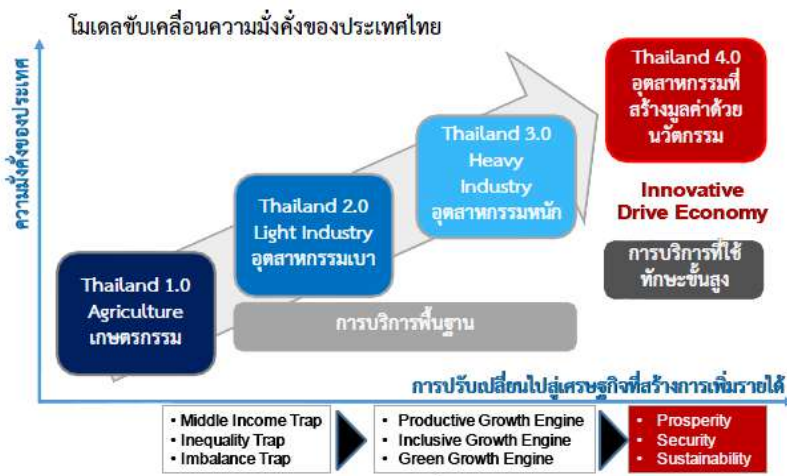 โมเดลขับเคลื่อนความมั่งคั่งของประเทศไทย
ความมั่งคั่งของประเทศ
Thailand 1.0
Agriculture
เกษตรกรรม
Thailand 2.0
Light Industry
อุตสาหกรรมเบา
Thailand 3.0
Heavy
Industry
อุตสาหกรรมหนัก
Thailand 4.0
อุตสาหกรรมที่
สร้างมูลค่าด้วย
นวัตกรรม
Innovative
Drive Economy
การบริการพื้นฐาน
การบริการที่ใช้
ทักษะขั้นสูง
การปรับเปลี่ยนไปสู่เศรษฐกิจที่สร้างการเพิ่มรายได้
• Middle Income Trap
• Inequality Trap
• Imbalance Trap
• Productive Growth Engine
• Inclusive Growth Engine
• Green Growth Engine
• Prosperity
• Security
• Sustainability